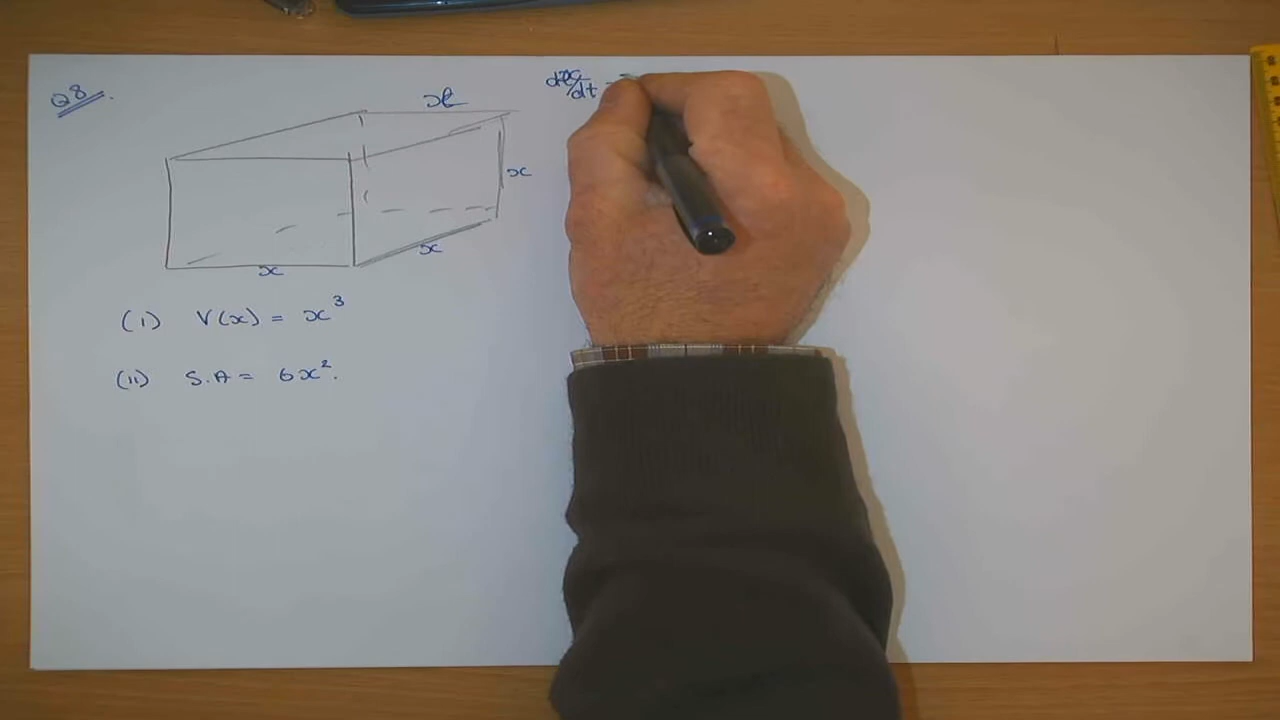 Q8.
x
x
x
x
(i) V(x) = x³
(ii) S.A = 6x².
dx/dt =